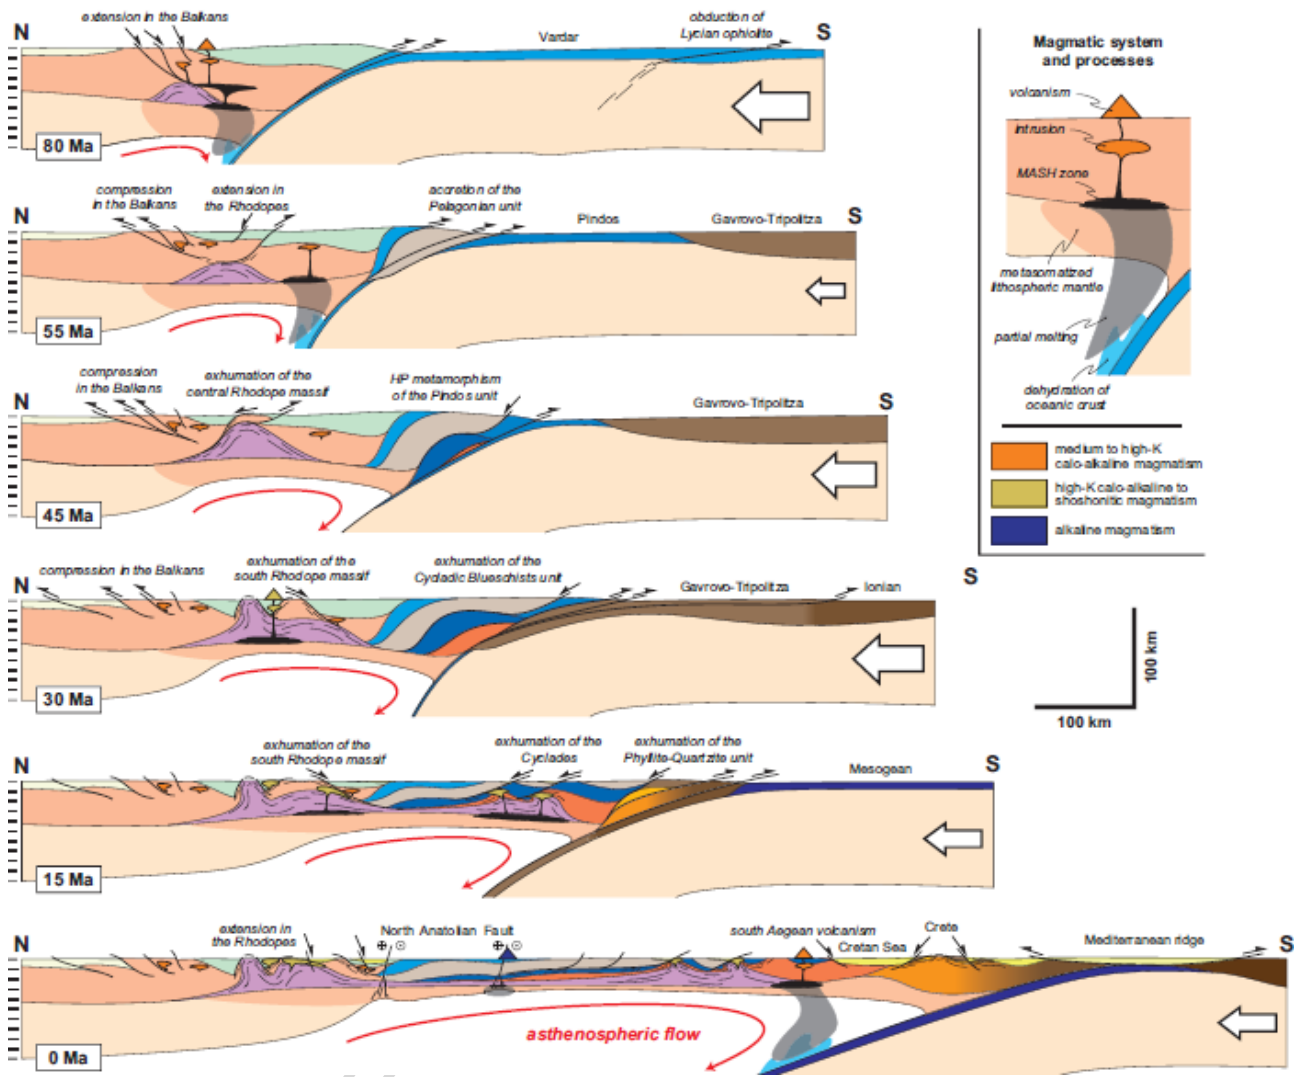 extension in the Balkans
N
Vardar
obduction of
Lycian ophiolite
S
80 Ma
compression
in the Balkans
extension in
the Rhodopes
accretion of the
Pelagonian unit
N
Pindos
Gavrovo-Tripolitza
S
55 Ma
compression
in the Balkans
exhumation of the
central Rhodope massif
HP metamorphism
of the Pindos unit
N
Gavrovo-Tripolitza
S
45 Ma
compression in the Balkans
exhumation of the
south Rhodope massif
exhumation of the
Cycladic Blueschists unit
N
Gavrovo-Tripolitza
Ionian
S
30 Ma
exhumation of the
south Rhodope massif
exhumation of the
Cyclades
exhumation of the
Phyllite-Quartzite unit
N
Mesogean
S
15 Ma
N
extension in
the Rhodopes
North Anatolian Fault
south Aegean volcanism
Cretan Sea
Crete
Mediterranean ridge
S
asthenospheric flow
0 Ma
Magmatic system
and processes
volcanism
intrusion
MASH zone
metasomatized
lithospheric mantle
partial melting
dehydration of
oceanic crust
medium to high-K
calc-alkaline magmatism
high-K calc-alkaline to
shoshonitic magmatism
alkaline magmatism
100 km
100 km